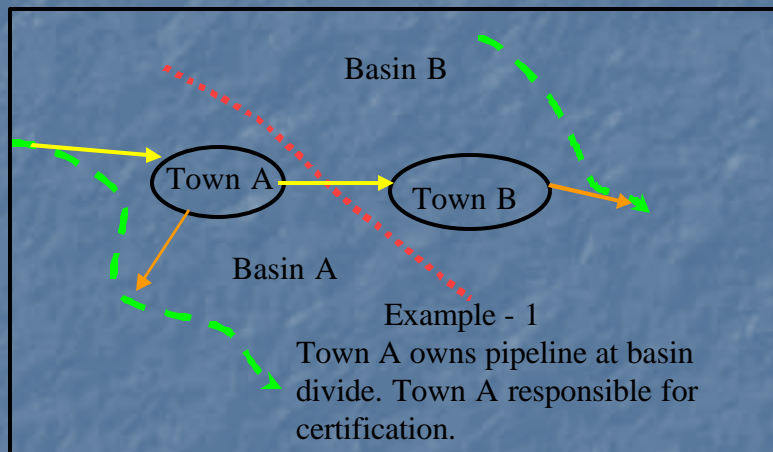 Basin B
Town A
Town B
Basin A
Example - 1
Town A owns pipeline at basin
divide. Town A responsible for
certification.